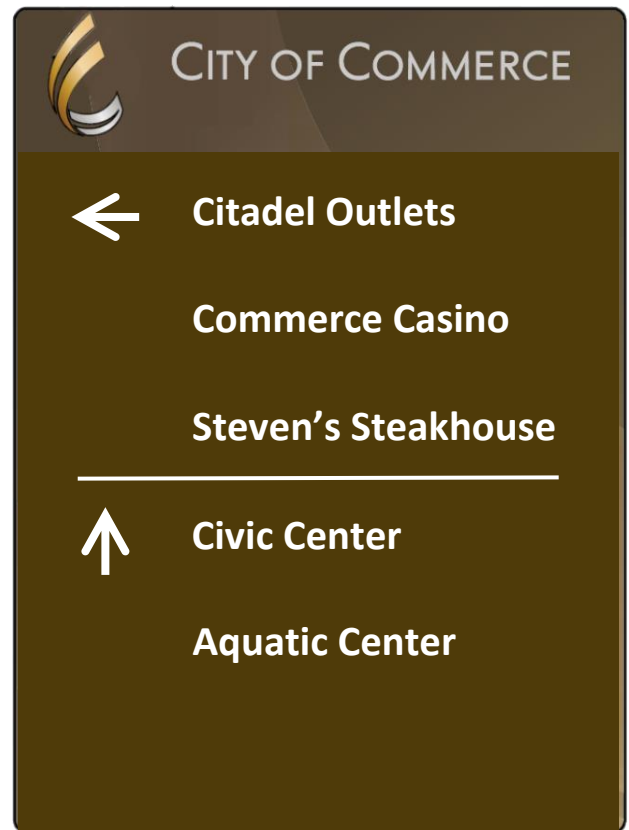 CITY OF COMMERCE
Citadel Outlets
Commerce Casino
Steven’s Steakhouse
Civic Center
Aquatic Center